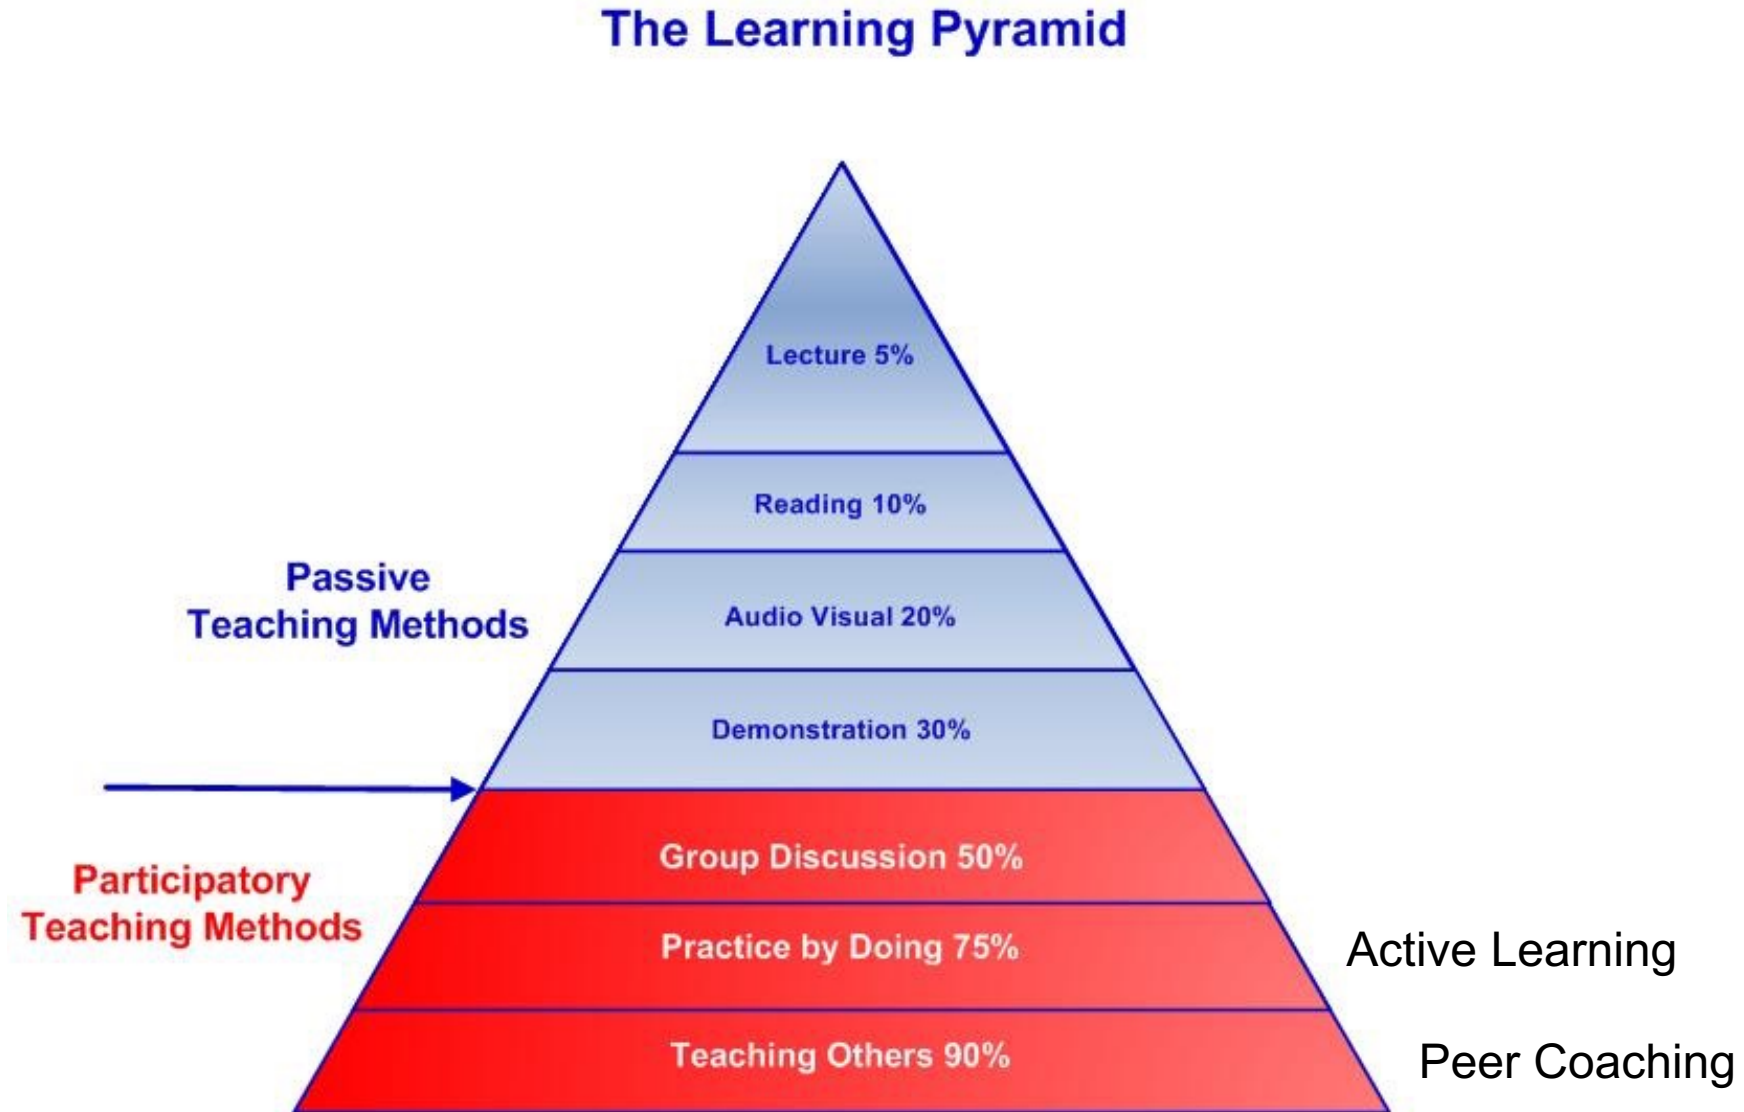 The Learning Pyramid
Lecture 5%
Reading 10%
Passive
Teaching Methods
Audio Visual 20%
Demonstration 30%
Group Discussion 50%
Participatory
Teaching Methods
Practice by Doing 75%
Active Learning
Teaching Others 90%
Peer Coaching